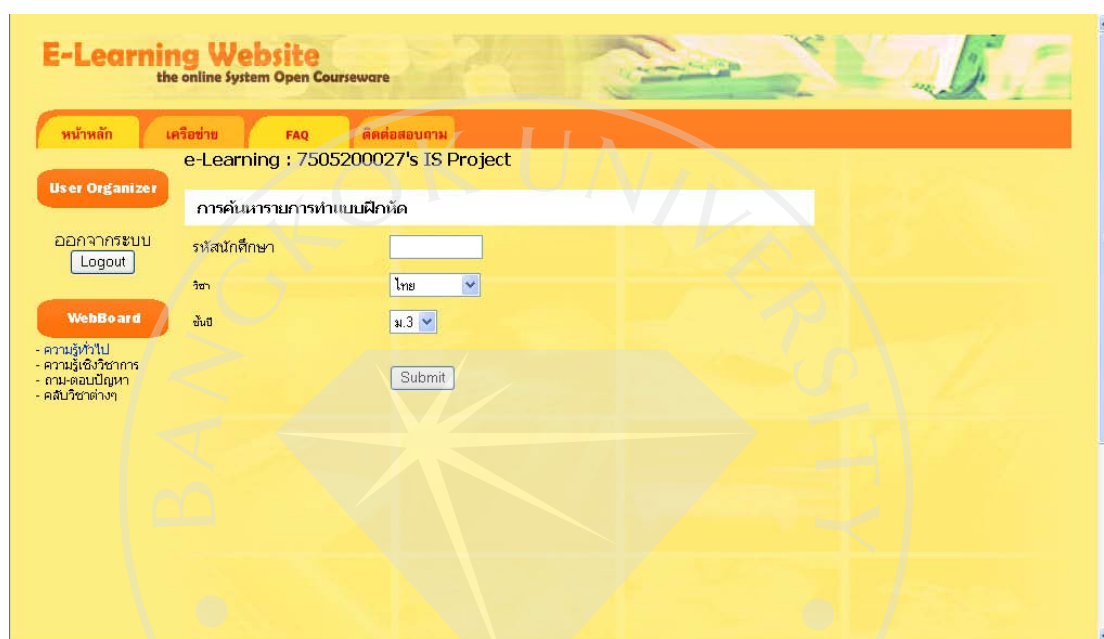 E-Learning Website
the online System Open Courseware
หน้าหลัก เครือข่าย FAQ ติดต่อสอบถาม
e-Learning : 7505200027's IS Project
User Organizer
การค้นหารายการทำแบบฝึกหัด
ออกจากระบบ
Logout
รหัสนักศึกษา
วิชา ไทย
ชั้นปี ม.3
Submit
WebBoard
- ความรู้ทั่วไป
- ความรู้เชิงวิชาการ
- ถาม-ตอบปัญหา
- คลับวิชาต่างๆ
BANGKOK UNIVERSITY